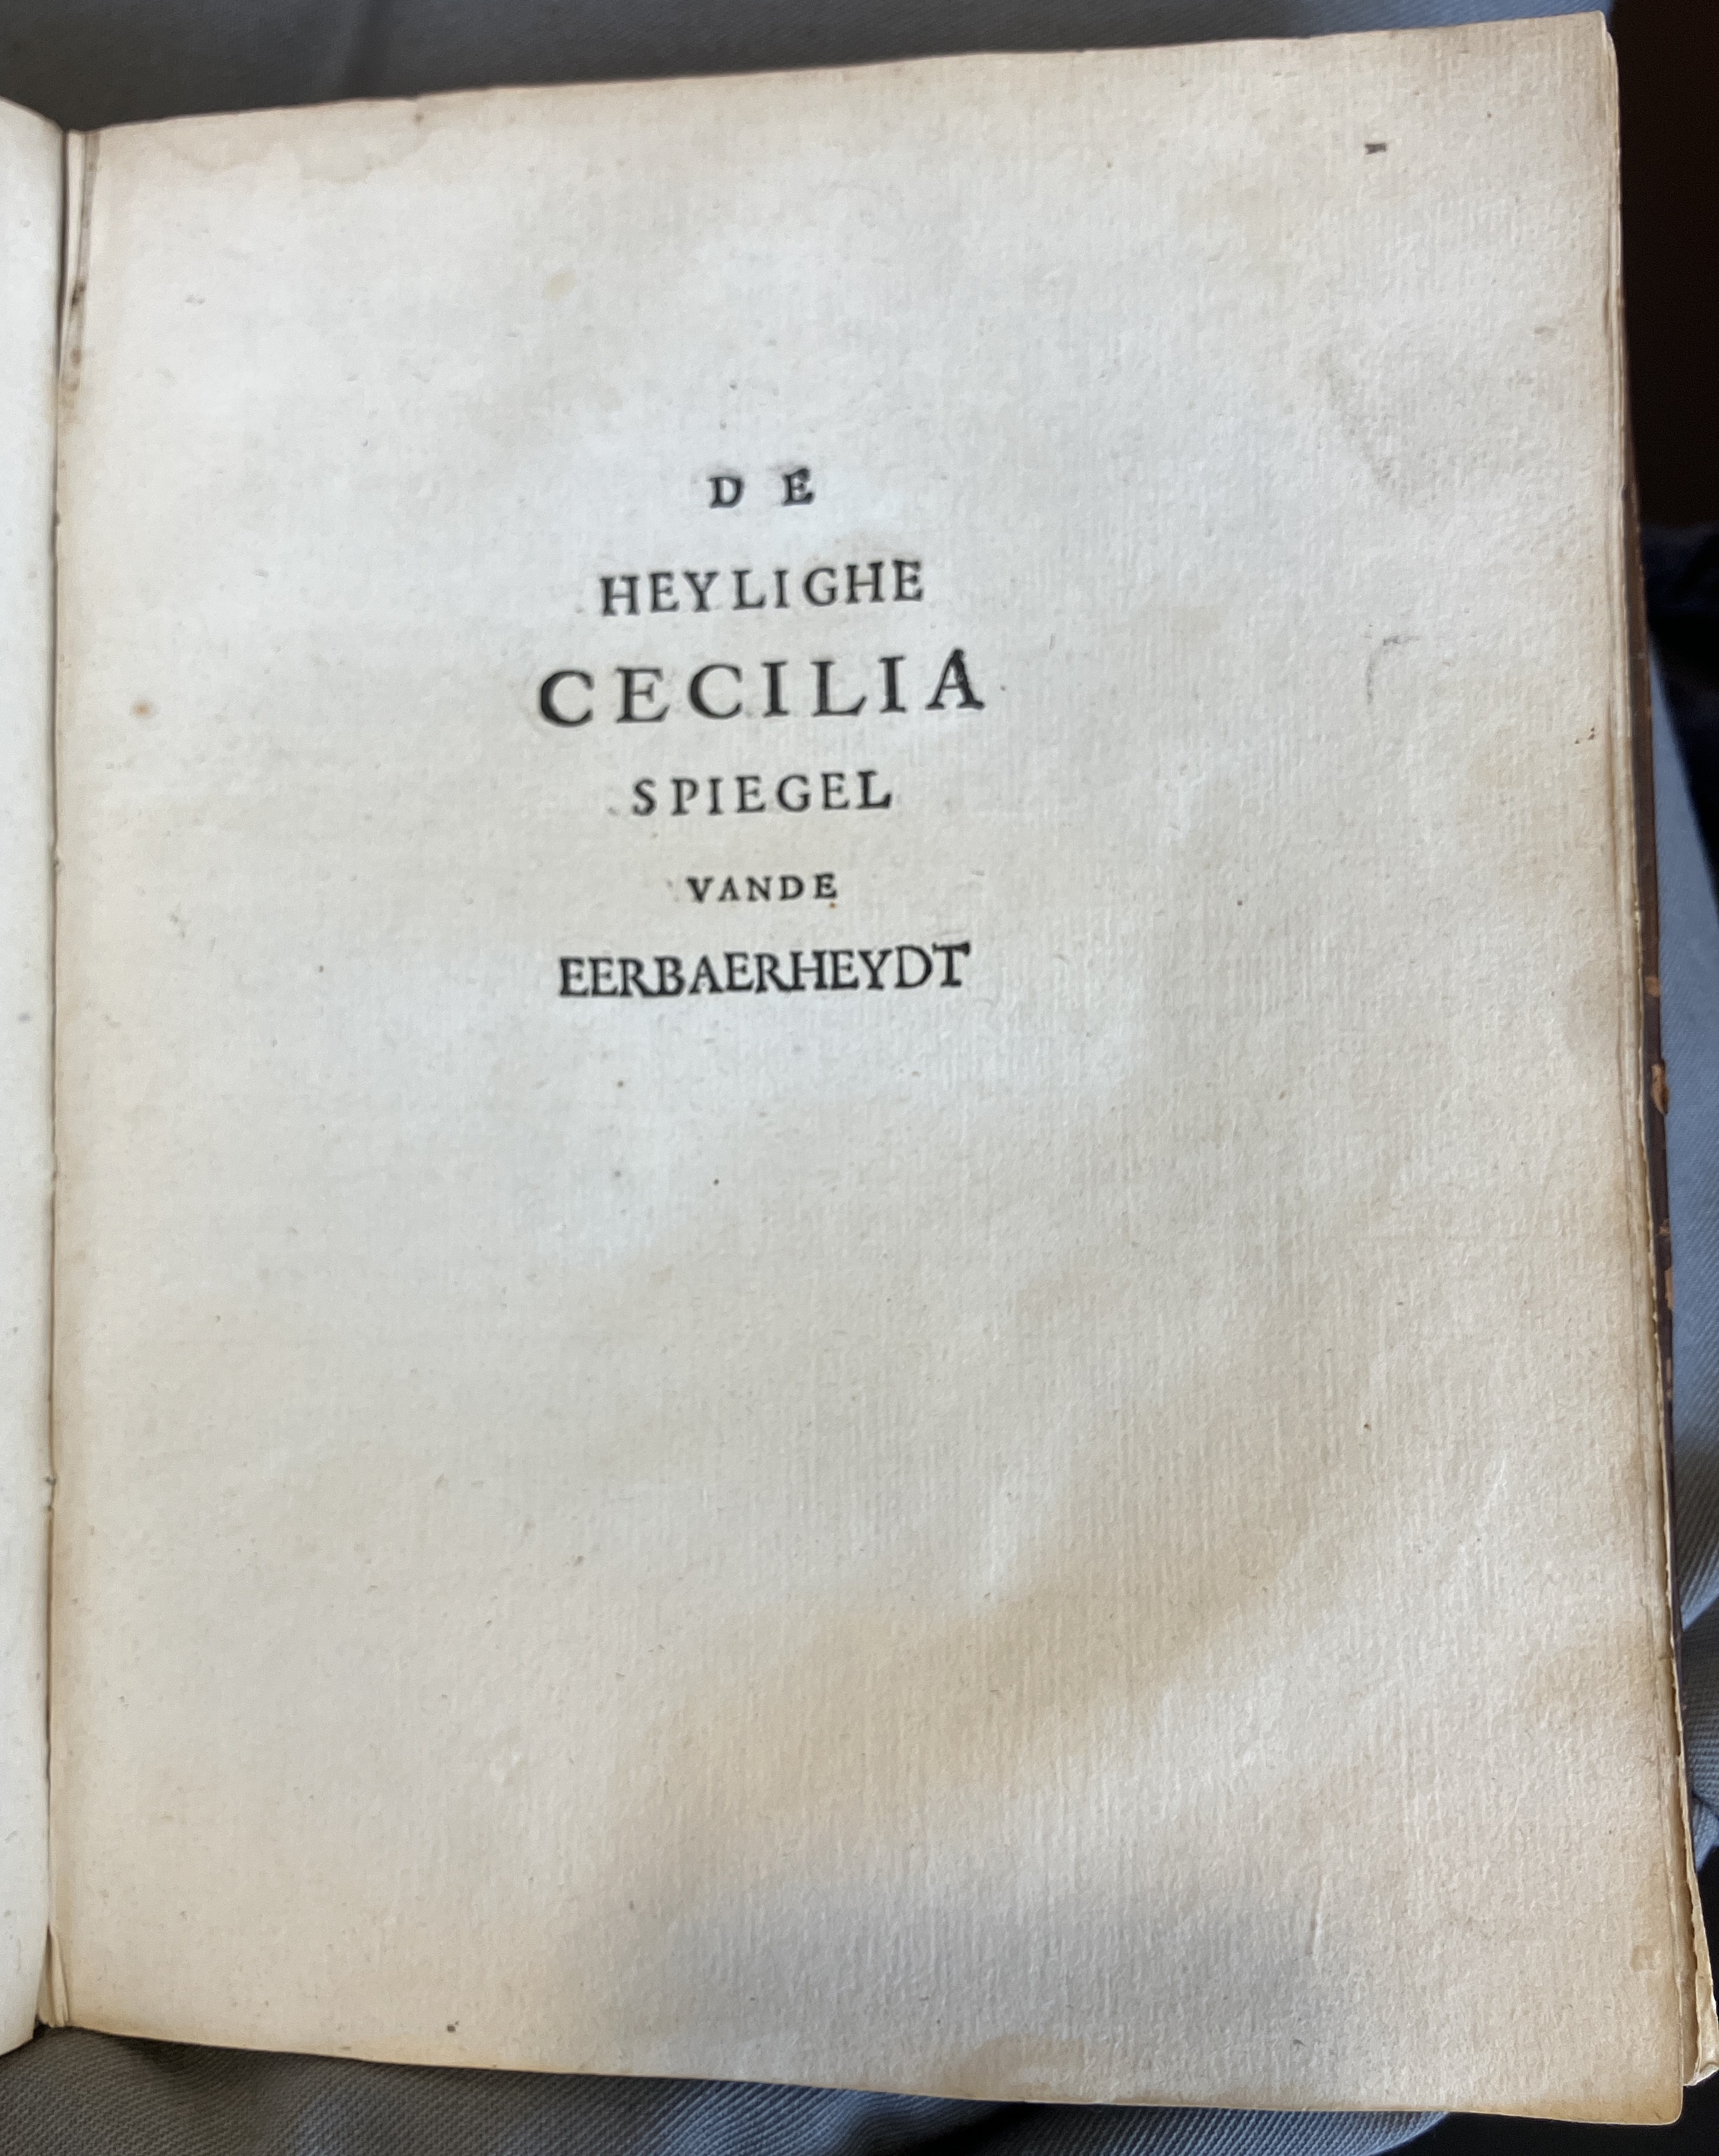 DE
HEYLIGHE
CECILIA
SPIEGEL
VANDE
EERBAERHEYDT